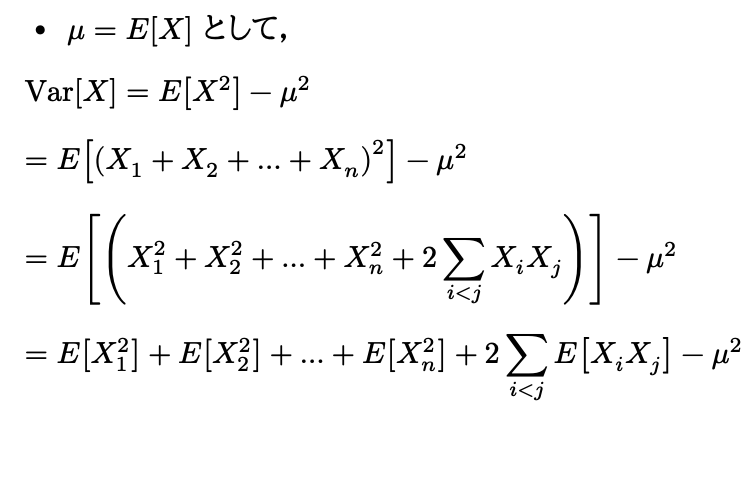 • μ = E[X] として,
Var[X] = E[X²] − μ²
= E[(X₁ + X₂ + ... + Xₙ)²] − μ²
= E[(X₁² + X₂² + ... + Xₙ² + 2∑_{i<j} XᵢXⱼ)] − μ²
= E[X₁²] + E[X₂²] + ... + E[Xₙ²] + 2∑_{i<j} E[XᵢXⱼ] − μ²